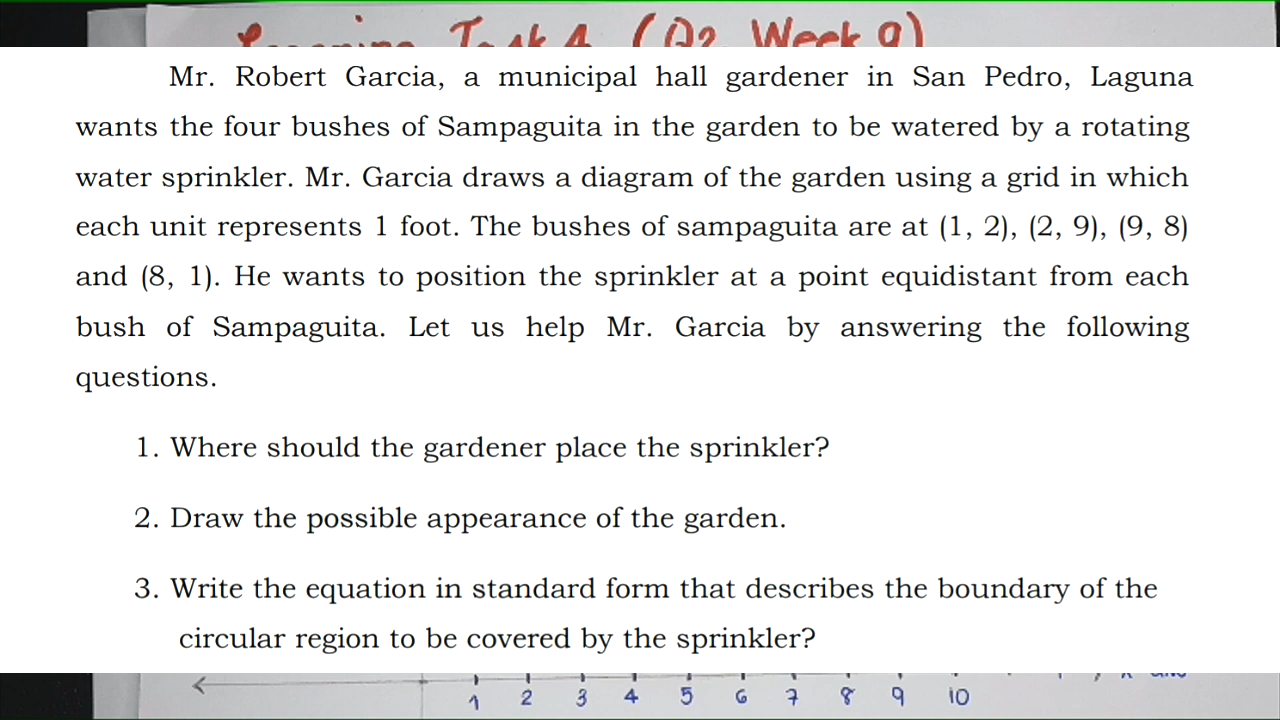 Learning Task 4 (Q2 Week 9)
Mr. Robert Garcia, a municipal hall gardener in San Pedro, Laguna
wants the four bushes of Sampaguita in the garden to be watered by a rotating
water sprinkler. Mr. Garcia draws a diagram of the garden using a grid in which
each unit represents 1 foot. The bushes of sampaguita are at (1, 2), (2, 9), (9, 8)
and (8, 1). He wants to position the sprinkler at a point equidistant from each
bush of Sampaguita. Let us help Mr. Garcia by answering the following
questions.
1. Where should the gardener place the sprinkler?
2. Draw the possible appearance of the garden.
3. Write the equation in standard form that describes the boundary of the
circular region to be covered by the sprinkler?
1 2 3 4 5 6 7 8 9 10